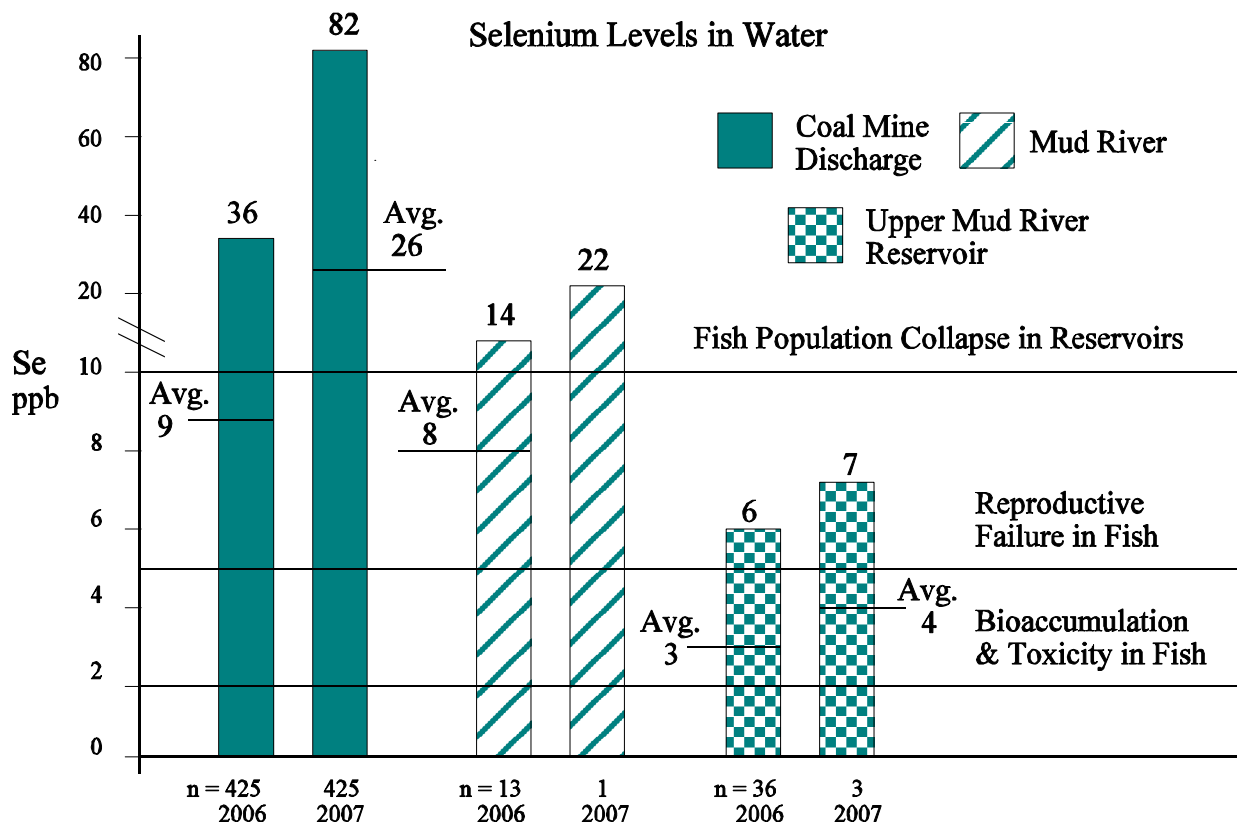 Selenium Levels in Water
Coal Mine
Discharge
Mud River
Upper Mud River
Reservoir
Se
ppb
80
60
40
20
10
8
6
4
2
0
36
82
Avg.
26
Avg.
9
14
22
Avg.
8
6
7
Avg.
3
Avg.
4
Fish Population Collapse in Reservoirs
Reproductive
Failure in Fish
Bioaccumulation
& Toxicity in Fish
n = 425
2006
425
2007
n = 13
2006
1
2007
n = 36
2006
3
2007